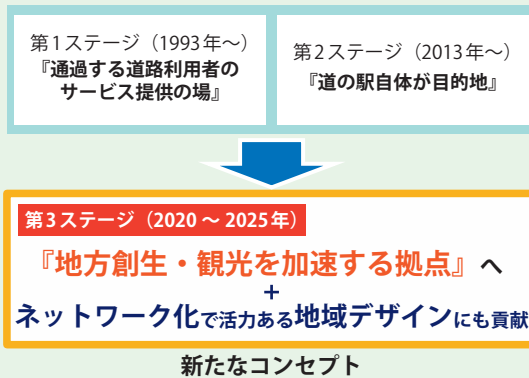 第1ステージ（1993年～）
『通過する道路利用者の
サービス提供の場』
第2ステージ（2013年～）
『道の駅自体が目的地』
第3ステージ（2020～2025年）
『地方創生・観光を加速する拠点』へ
+
ネットワーク化で活力ある地域デザインにも貢献
新たなコンセプト